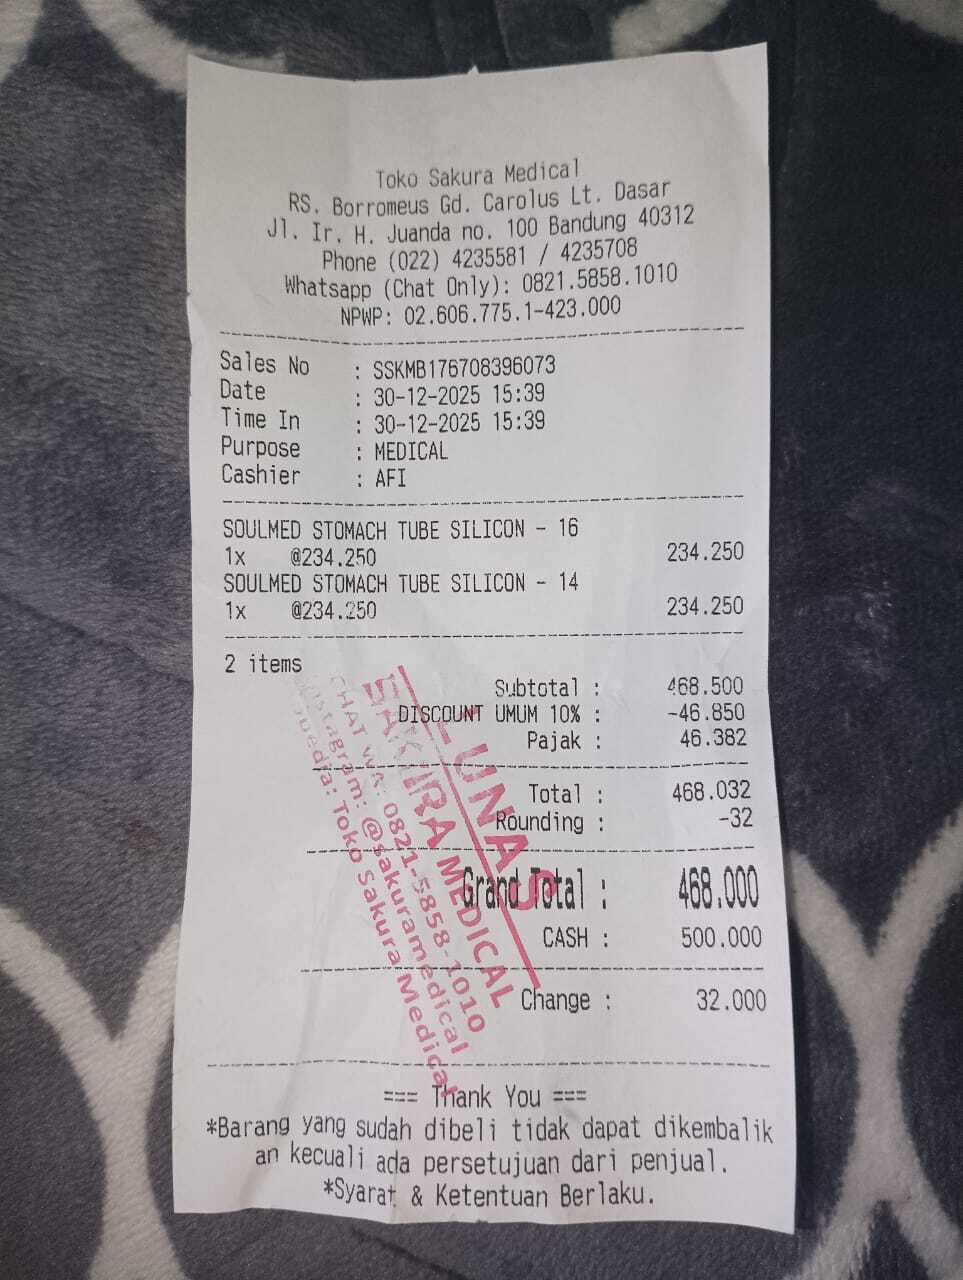 Toko Sakura Medical
RS. Borromeus Gd. Carolus Lt. Dasar
Jl. Ir. H. Juanda no. 100 Bandung 40312
Phone (022) 4235581 / 4235708
Whatsapp (Chat Only): 0821.5858.1010
NPWP: 02.606.775.1-423.000
Sales No : SSKMB176708396073
Date : 30-12-2025 15:39
Time In : 30-12-2025 15:39
Purpose : MEDICAL
Cashier : AFI
SOULMED STOMACH TUBE SILICON - 16
1x @234.250 234.250
SOULMED STOMACH TUBE SILICON - 14
1x @234.250 234.250
2 items
Subtotal : 468.500
DISCOUNT UMUM 10% : -46.850
Pajak : 46.382
Total : 468.032
Rounding : -32
Grand Total : 468.000
CASH : 500.000
Change : 32.000
LUNAS
SAKURA MEDICAL
CHAT WA: 0821-5858-1010
Instagram: @sakuramedical
Toko Sakura Medical
=== Thank You ===
*Barang yang sudah dibeli tidak dapat dikembalik
an kecuali ada persetujuan dari penjual.
*Syarat & Ketentuan Berlaku.